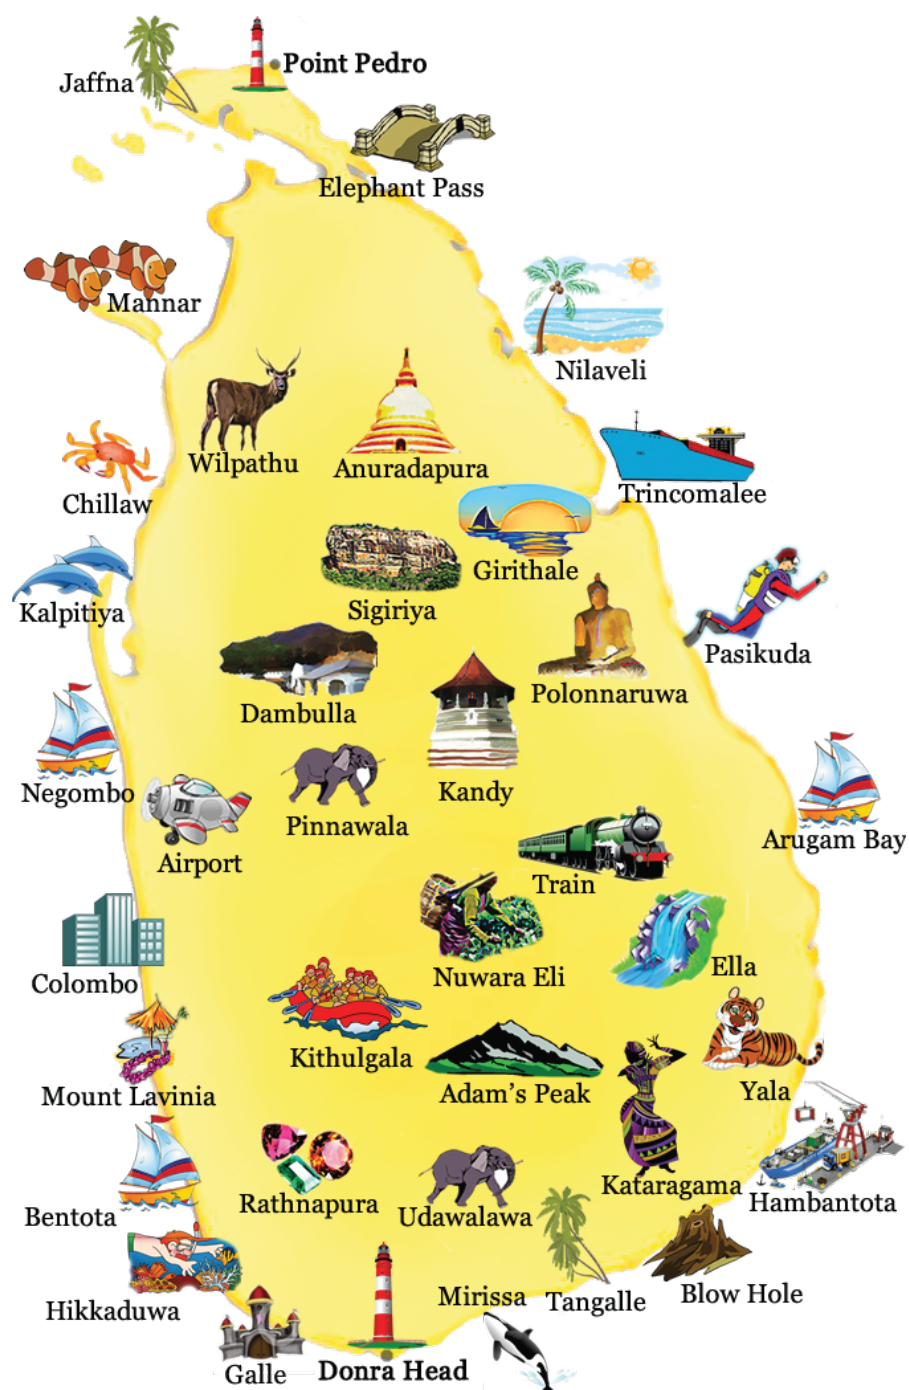 Point Pedro
Jaffna
Elephant Pass
Mannar
Nilaveli
Wilpathu
Anuradapura
Trincomalee
Chillaw
Girithale
Sigiriya
Kalpitiya
Pasikuda
Polonnaruwa
Dambulla
Kandy
Negombo
Pinnawala
Arugam Bay
Airport
Train
Ella
Nuwara Eli
Colombo
Kithulgala
Adam's Peak
Yala
Mount Lavinia
Kataragama
Hambantota
Rathnapura
Udawalawa
Bentota
Blow Hole
Mirissa
Tangalle
Hikkaduwa
Donra Head
Galle